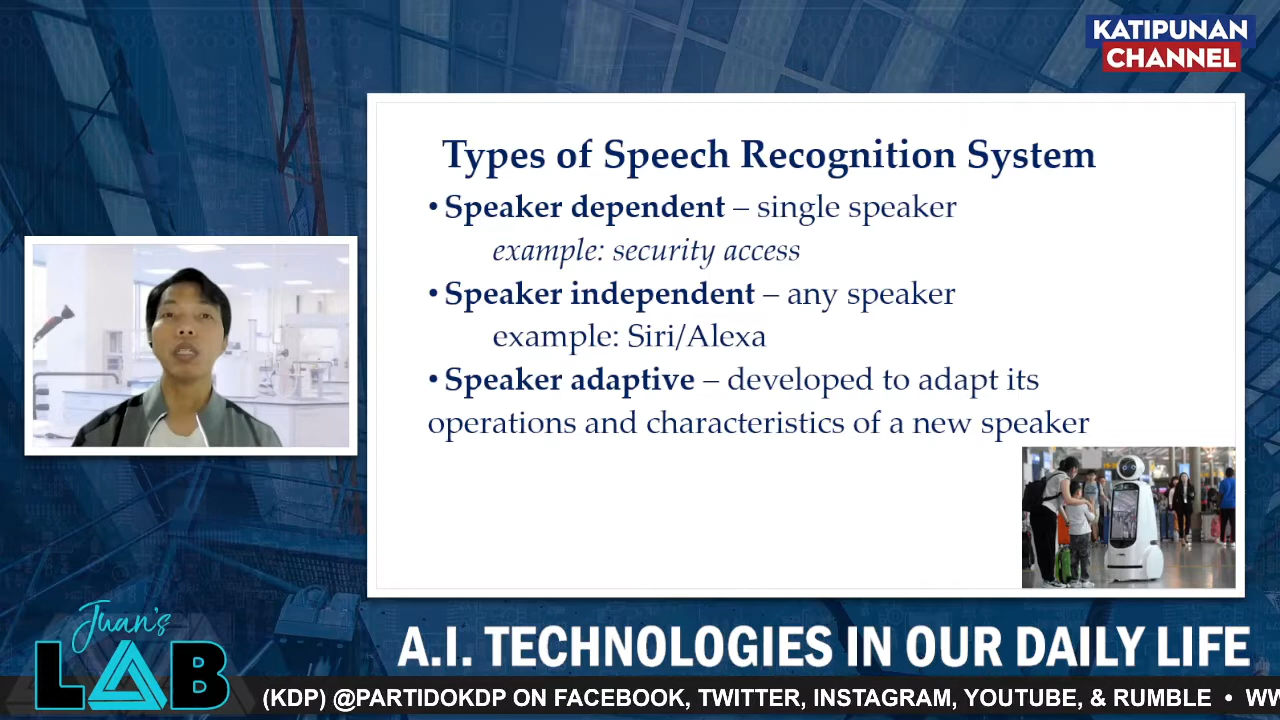 KATIPUNAN
CHANNEL
Types of Speech Recognition System
• Speaker dependent – single speaker
example: security access
• Speaker independent – any speaker
example: Siri/Alexa
• Speaker adaptive – developed to adapt its
operations and characteristics of a new speaker
Juan's
LAB
A.I. TECHNOLOGIES IN OUR DAILY LIFE
(KDP) @PARTIDOKDP ON FACEBOOK, TWITTER, INSTAGRAM, YOUTUBE, & RUMBLE • WW